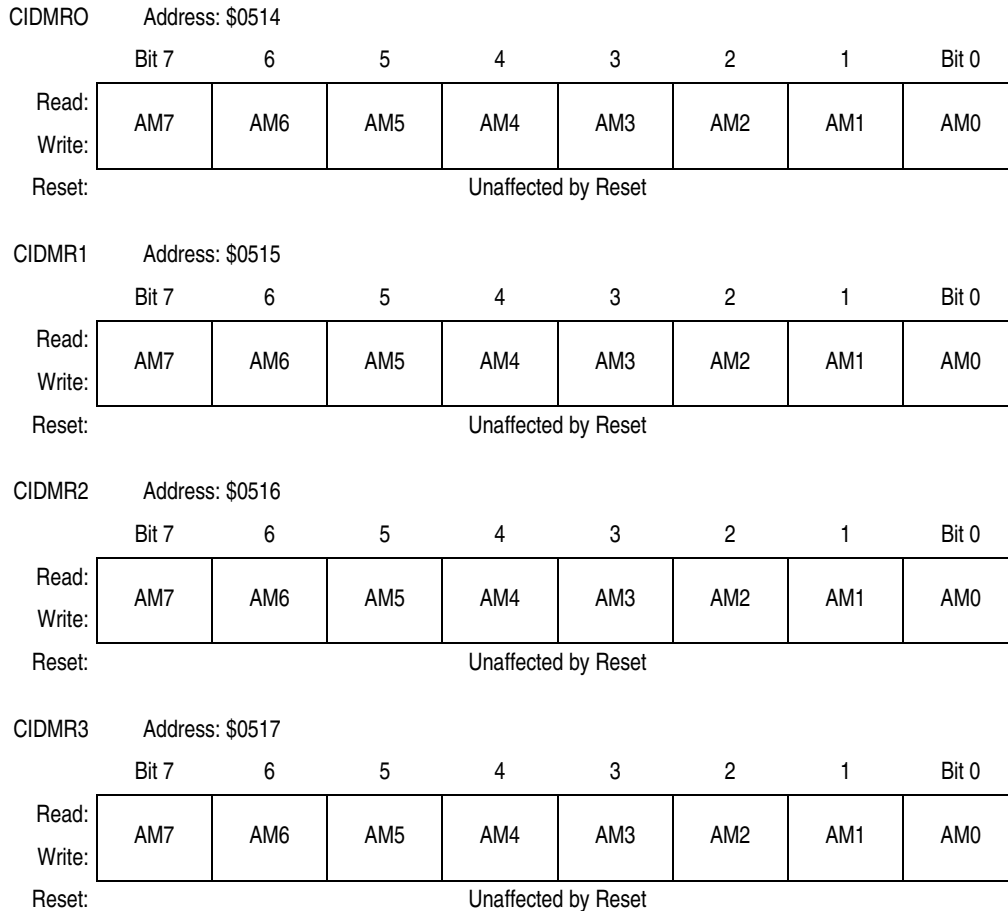 CIDMRO Address: $0514
Bit 7 6 5 4 3 2 1 Bit 0
Read:
AM7 AM6 AM5 AM4 AM3 AM2 AM1 AM0
Write:
Reset: Unaffected by Reset
CIDMR1 Address: $0515
Bit 7 6 5 4 3 2 1 Bit 0
Read:
AM7 AM6 AM5 AM4 AM3 AM2 AM1 AM0
Write:
Reset: Unaffected by Reset
CIDMR2 Address: $0516
Bit 7 6 5 4 3 2 1 Bit 0
Read:
AM7 AM6 AM5 AM4 AM3 AM2 AM1 AM0
Write:
Reset: Unaffected by Reset
CIDMR3 Address: $0517
Bit 7 6 5 4 3 2 1 Bit 0
Read:
AM7 AM6 AM5 AM4 AM3 AM2 AM1 AM0
Write:
Reset: Unaffected by Reset